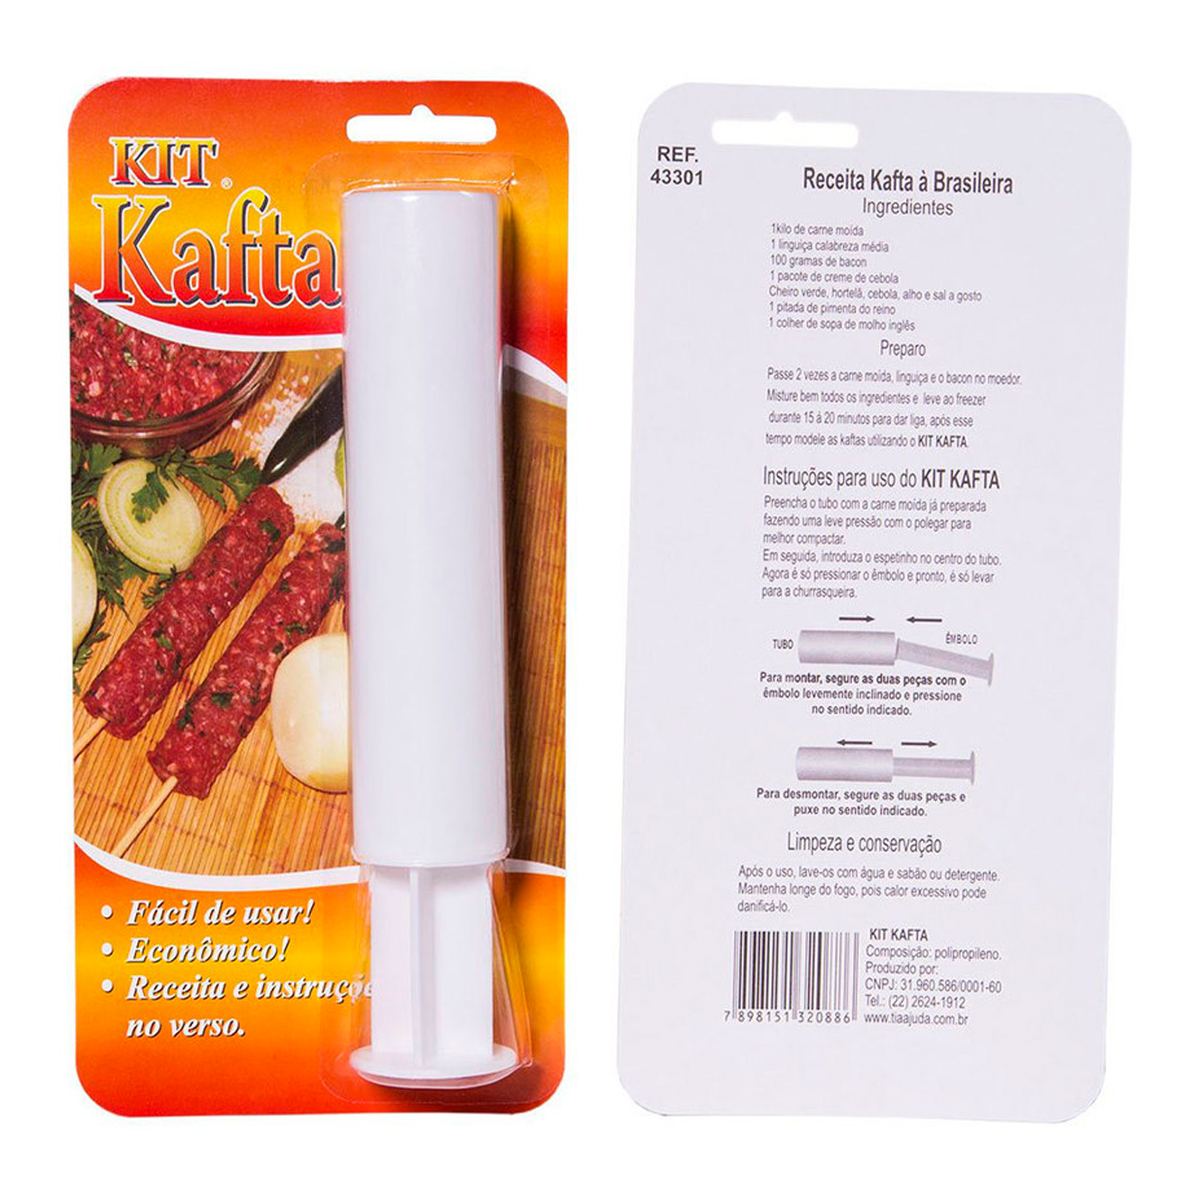 KIT®
Kafta
• Fácil de usar!
• Econômico!
• Receita e instruçõe
no verso.
REF.
43301
Receita Kafta à Brasileira
Ingredientes
1kilo de carne moída
1 linguiça calabreza média
100 gramas de bacon
1 pacote de creme de cebola
Cheiro verde, hortelã, cebola, alho e sal a gosto
1 pitada de pimenta do reino
1 colher de sopa de molho inglês
Preparo
Passe 2 vezes a carne moída, linguiça e o bacon no moedor.
Misture bem todos os ingredientes e leve ao freezer
durante 15 á 20 minutos para dar liga, após esse
tempo modele as kaftas utilizando o KIT KAFTA.
Instruções para uso do KIT KAFTA
Preencha o tubo com a carne moída já preparada
fazendo uma leve pressão com o polegar para
melhor compactar.
Em seguida, introduza o espetinho no centro do tubo.
Agora é só pressionar o êmbolo e pronto, é só levar
para a churrasqueira.
TUBO
ÊMBOLO
Para montar, segure as duas peças com o
êmbolo levemente inclinado e pressione
no sentido indicado.
Para desmontar, segure as duas peças e
puxe no sentido indicado.
Limpeza e conservação
Após o uso, lave-os com água e sabão ou detergente.
Mantenha longe do fogo, pois calor excessivo pode
danificá-lo.
KIT KAFTA
Composição: polipropileno.
Produzido por:
CNPJ: 31.960.586/0001-60
Tel.: (22) 2624-1912
www.tiaajuda.com.br
7 898151 320886